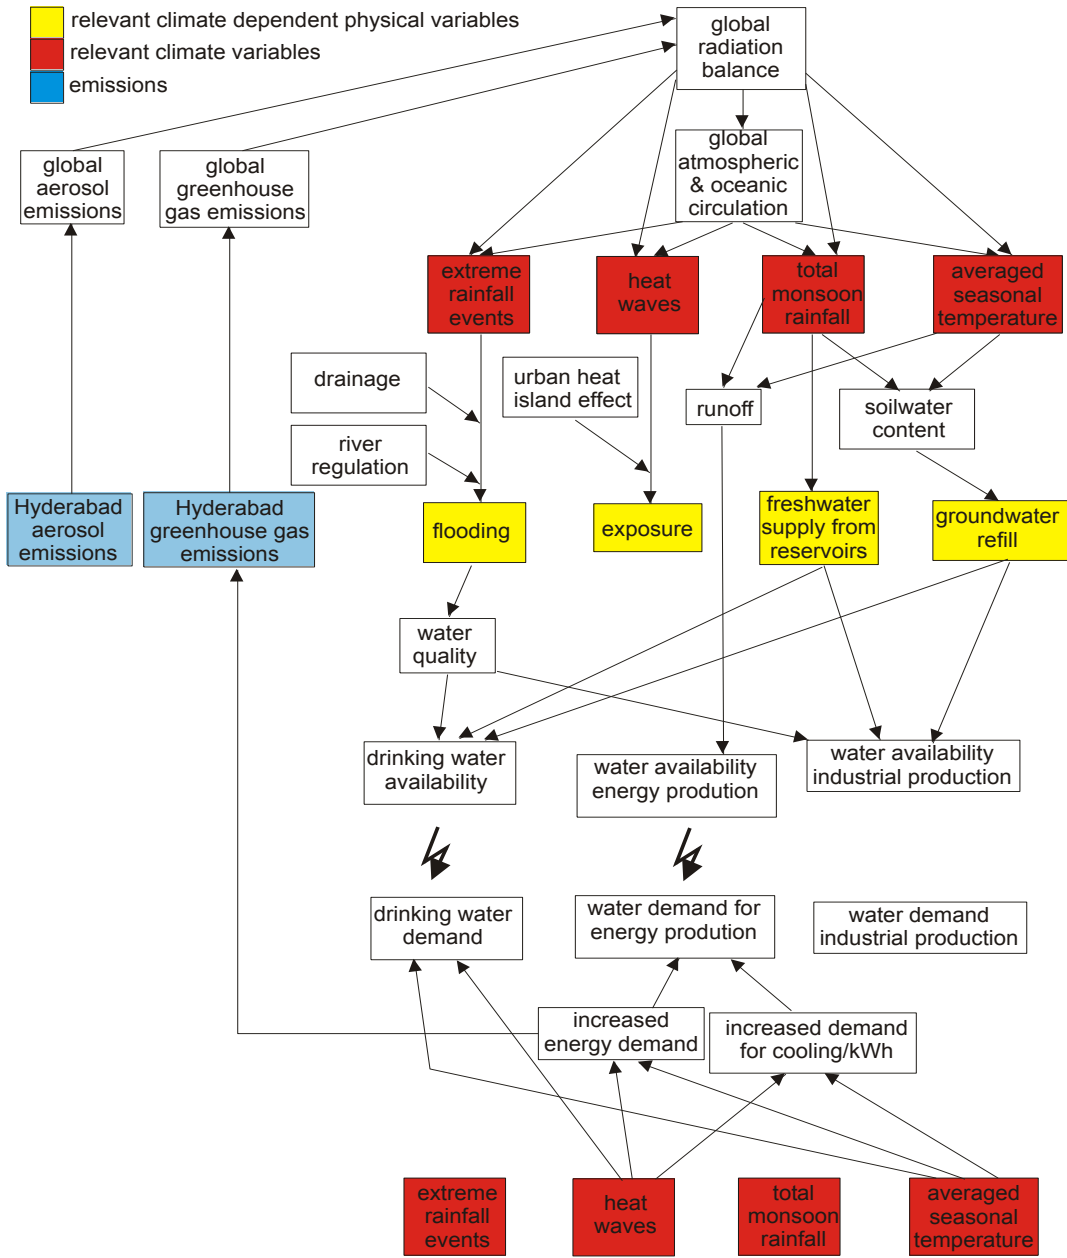 relevant climate dependent physical variables
relevant climate variables
emissions
global
radiation
balance
global
aerosol
emissions
global
greenhouse
gas emissions
global
atmospheric
& oceanic
circulation
extreme
rainfall
events
heat
waves
total
monsoon
rainfall
averaged
seasonal
temperature
drainage
urban heat
island effect
runoff
soilwater
content
river
regulation
Hyderabad
aerosol
emissions
Hyderabad
greenhouse gas
emissions
flooding
exposure
freshwater
supply from
reservoirs
groundwater
refill
water
quality
drinking water
availability
water availability
energy prodution
water availability
industrial production
drinking water
demand
water demand for
energy prodution
water demand
industrial production
increased
energy demand
increased demand
for cooling/kWh
extreme
rainfall
events
heat
waves
total
monsoon
rainfall
averaged
seasonal
temperature